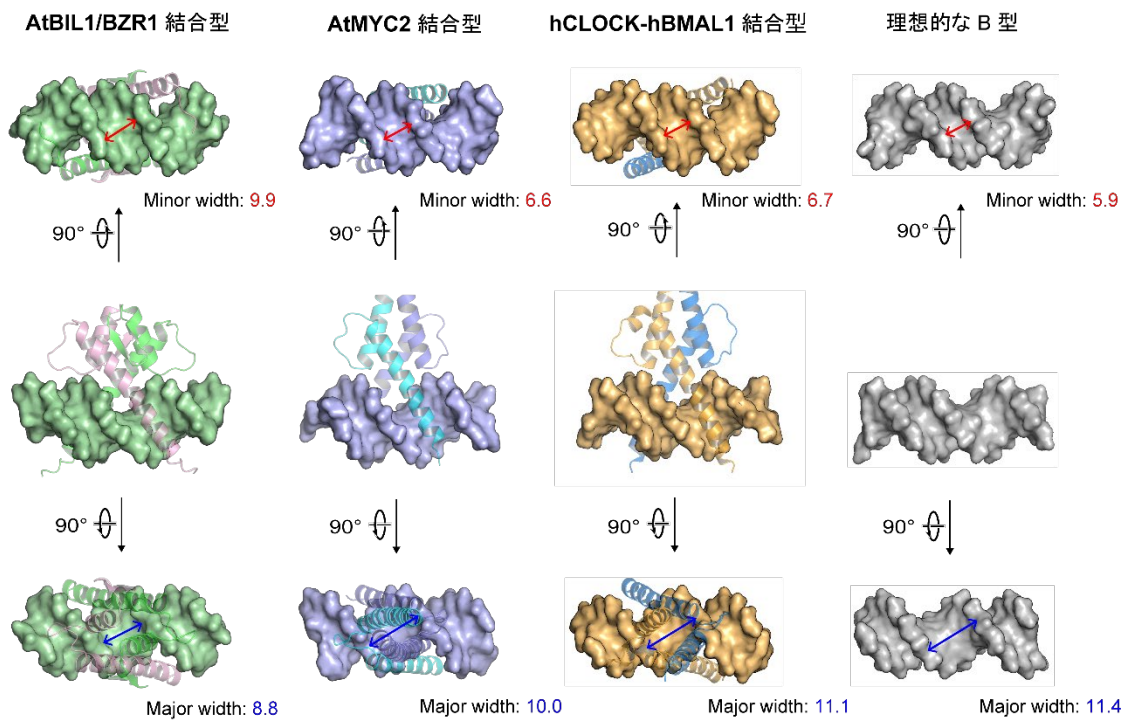 AtBIL1/BZR1 結合型
AtMYC2 結合型
hCLOCK-hBMAL1 結合型
理想的な B 型
Minor width: 9.9
Minor width: 6.6
Minor width: 6.7
Minor width: 5.9
90°
90°
90°
90°
90°
90°
90°
90°
Major width: 8.8
Major width: 10.0
Major width: 11.1
Major width: 11.4